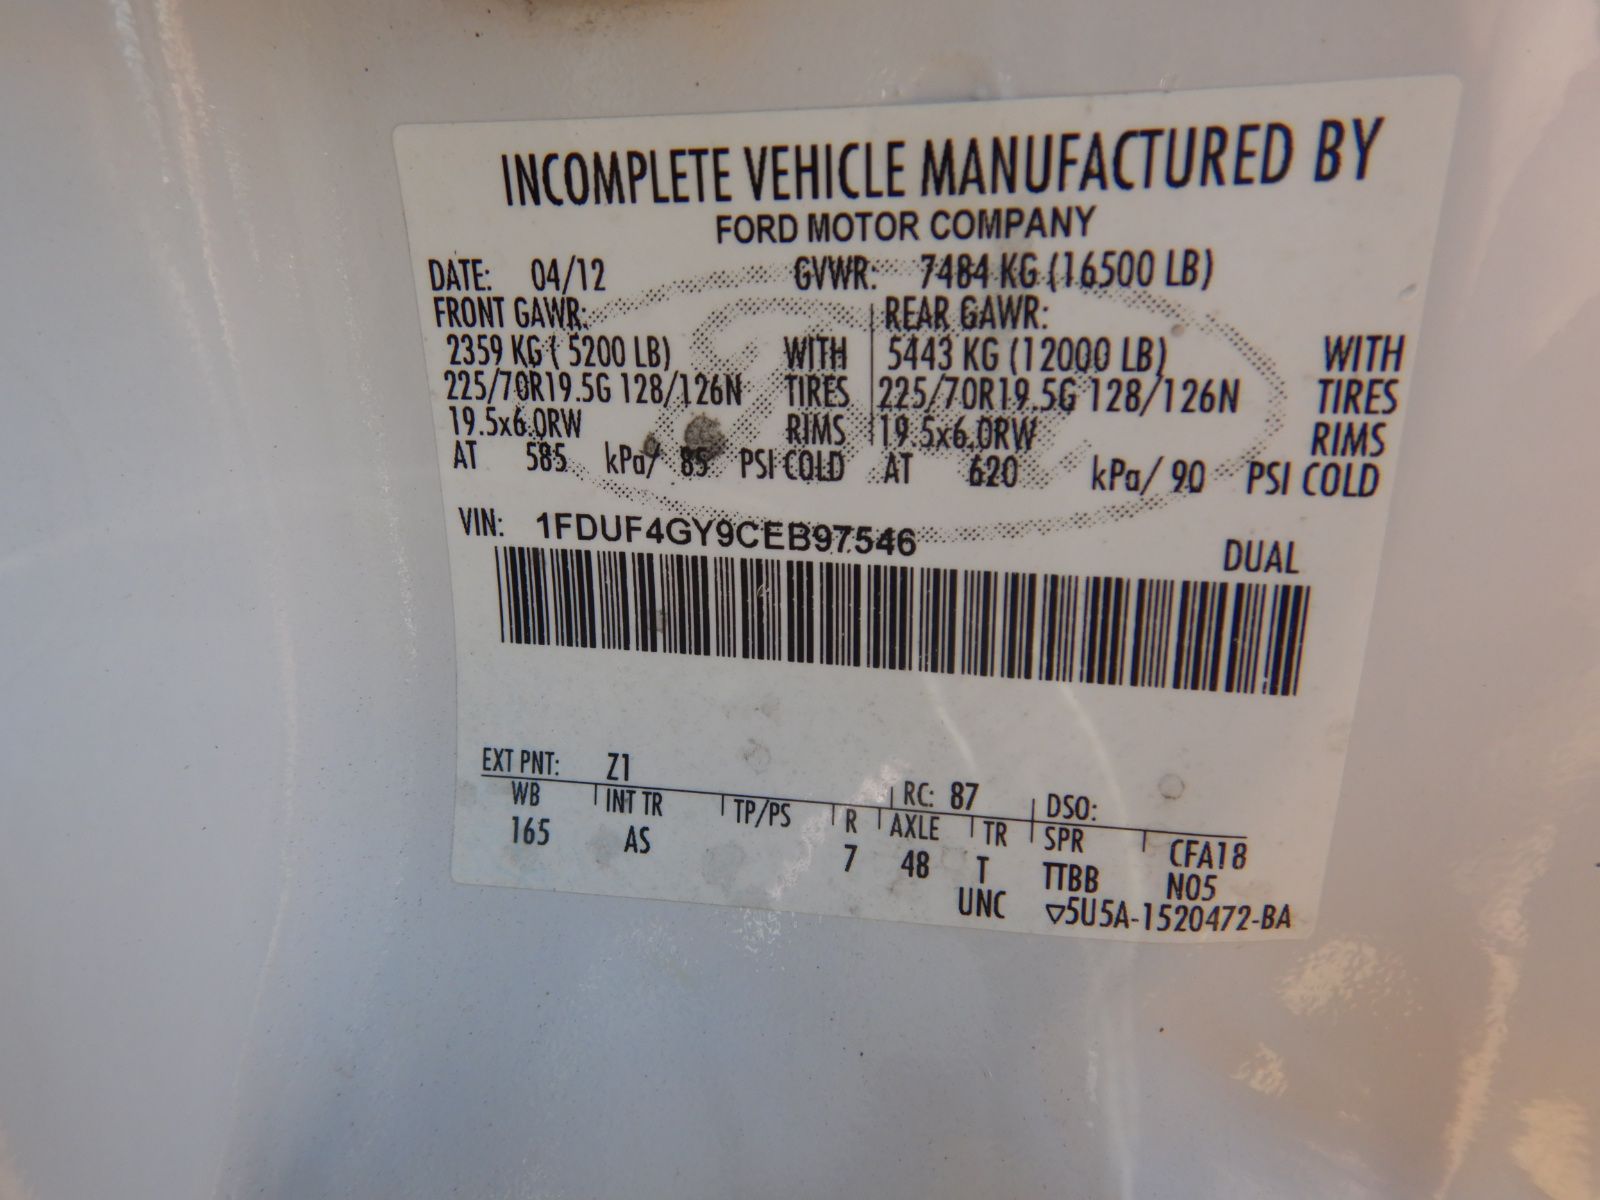 INCOMPLETE VEHICLE MANUFACTURED BY
FORD MOTOR COMPANY
DATE: 04/12 GVWR: 7484 KG (16500 LB)
FRONT GAWR: REAR GAWR:
2359 KG ( 5200 LB) WITH 5443 KG (12000 LB) WITH
225/70R19.5G 128/126N TIRES 225/70R19.5G 128/126N TIRES
19.5x6.0RW RIMS 19.5x6.0RW RIMS
AT 585 kPa/ 85 PSI COLD AT 620 kPa/ 90 PSI COLD
VIN: 1FDUF4GY9CEB97546
DUAL
EXT PNT: Z1 RC: 87 DSO:
WB INT TR TP/PS R AXLE TR SPR CFA18
165 AS 7 48 T TTBB N05
UNC ▽5U5A-1520472-BA